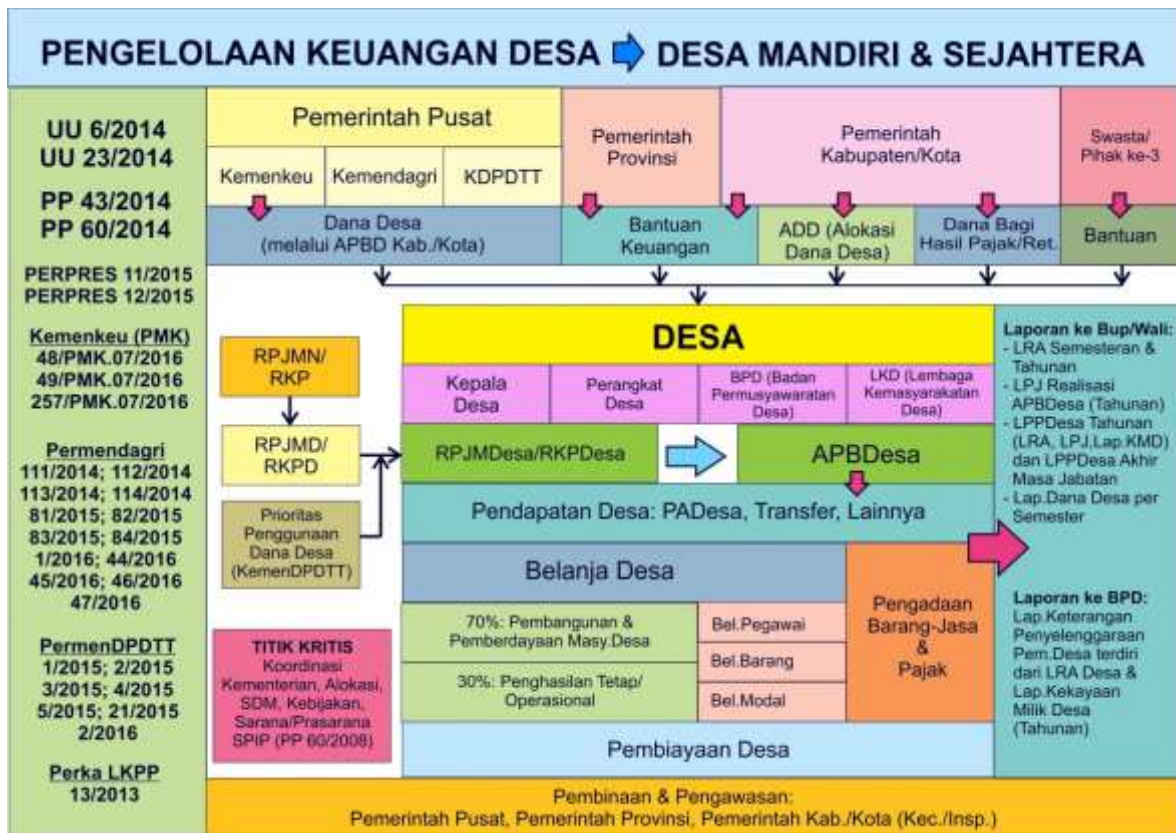 PENGELOLAAN KEUANGAN DESA
DESA MANDIRI & SEJAHTERA
UU 6/2014
UU 23/2014
PP 43/2014
PP 60/2014
PERPRES 11/2015
PERPRES 12/2015
Kemenkeu (PMK)
48/PMK.07/2016
49/PMK.07/2016
257/PMK.07/2016
Permendagri
111/2014; 112/2014
113/2014; 114/2014
81/2015; 82/2015
83/2015; 84/2015
1/2016; 44/2016
45/2016; 46/2016
47/2016
PermenDPDTT
1/2015; 2/2015
3/2015; 4/2015
5/2015; 21/2015
2/2016
Perka LKPP
13/2013
Pemerintah Pusat
Kemenkeu
Kemendagri
KDPDTT
Pemerintah
Provinsi
Pemerintah
Kabupaten/Kota
Swasta/
Pihak ke-3
Dana Desa
(melalui APBD Kab./Kota)
Bantuan
Keuangan
ADD (Alokasi
Dana Desa)
Dana Bagi
Hasil Pajak/Ret.
Bantuan
RPJMN/
RKP
RPJMD/
RKPD
Prioritas
Penggunaan
Dana Desa
(KemenDPDTT)
TITIK KRITIS
Koordinasi
Kementerian, Alokasi,
SDM, Kebijakan,
Sarana/Prasarana
SPIP (PP 60/2008)
DESA
Kepala
Desa
Perangkat
Desa
BPD (Badan
Permusyawaratan
Desa)
LKD (Lembaga
Kemasyarakatan
Desa)
RPJMDesa/RKPDesa
APBDesa
Pendapatan Desa: PADesa, Transfer, Lainnya
Belanja Desa
70%: Pembangunan &
Pemberdayaan Masy.Desa
30%: Penghasilan Tetap/
Operasional
Bel.Pegawai
Bel.Barang
Bel.Modal
Pengadaan
Barang-Jasa
&
Pajak
Pembiayaan Desa
Laporan ke Bup/Wali:
- LRA Semesteran &
Tahunan
- LPJ Realisasi
APBDesa (Tahunan)
- LPPDesa Tahunan
(LRA, LPJ,Lap.KMD)
dan LPPDesa Akhir
Masa Jabatan
- Lap.Dana Desa per
Semester
Laporan ke BPD:
Lap.Keterangan
Penyelenggaraan
Pem.Desa terdiri
dari LRA Desa &
Lap.Kekayaan
Milik Desa
(Tahunan)
Pembinaan & Pengawasan:
Pemerintah Pusat, Pemerintah Provinsi, Pemerintah Kab./Kota (Kec./Insp.)